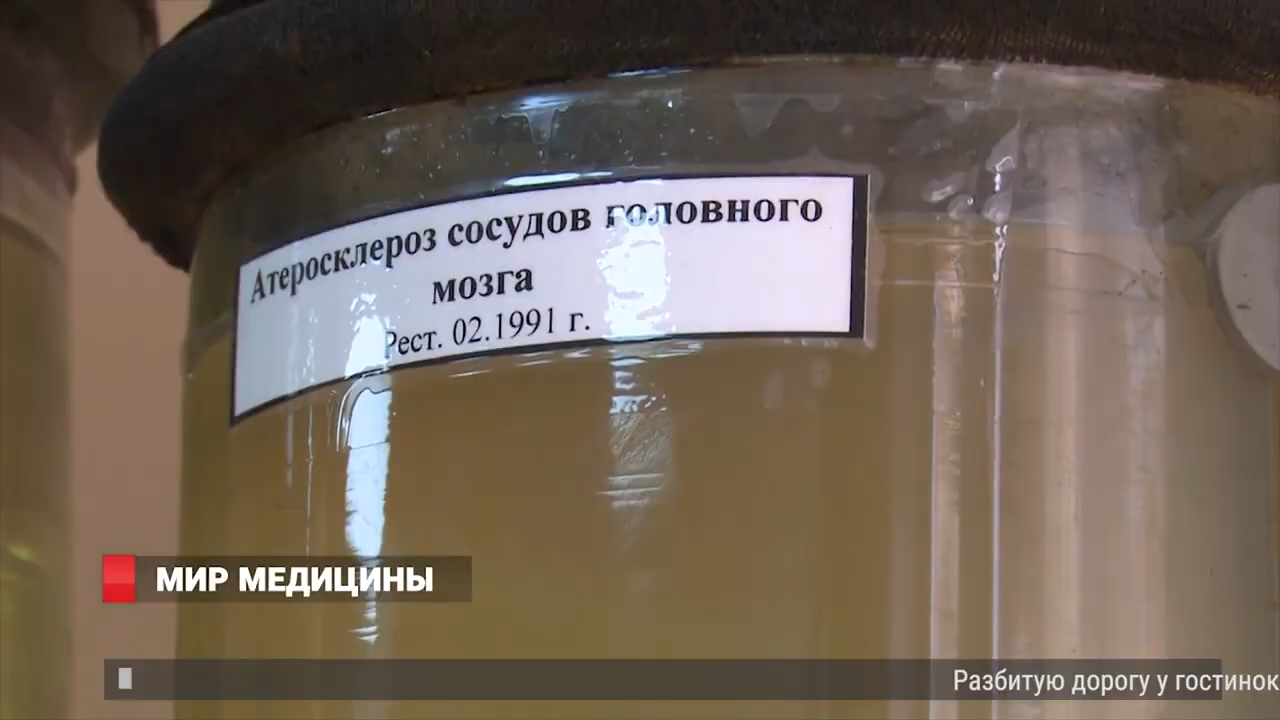 Атеросклероз сосудов головного
мозга
Рест. 02.1991 г.
МИР МЕДИЦИНЫ
Разбитую дорогу у гостинок